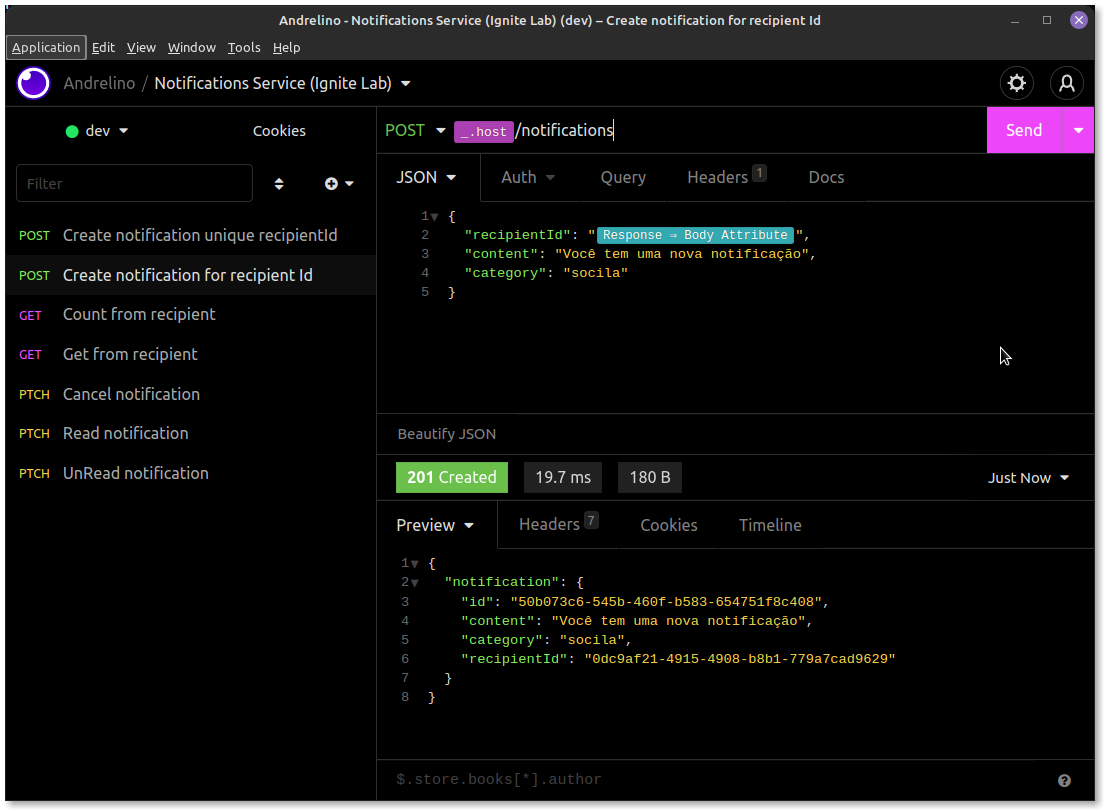 Andrelino - Notifications Service (Ignite Lab) (dev) – Create notification for recipient Id
Application Edit View Window Tools Help
Andrelino / Notifications Service (Ignite Lab)
dev Cookies
Filter
POST Create notification unique recipientId
POST Create notification for recipient Id
GET Count from recipient
GET Get from recipient
PTCH Cancel notification
PTCH Read notification
PTCH UnRead notification
POST _.host/notifications Send
JSON Auth Query Headers 1 Docs
1 {
2 "recipientId": "Response ⇒ Body Attribute",
3 "content": "Você tem uma nova notificação",
4 "category": "socila"
5 }
Beautify JSON
201 Created 19.7 ms 180 B Just Now
Preview Headers 7 Cookies Timeline
1 {
2 "notification": {
3 "id": "50b073c6-545b-460f-b583-654751f8c408",
4 "content": "Você tem uma nova notificação",
5 "category": "socila",
6 "recipientId": "0dc9af21-4915-4908-b8b1-779a7cad9629"
7 }
8 }
$.store.books[*].author